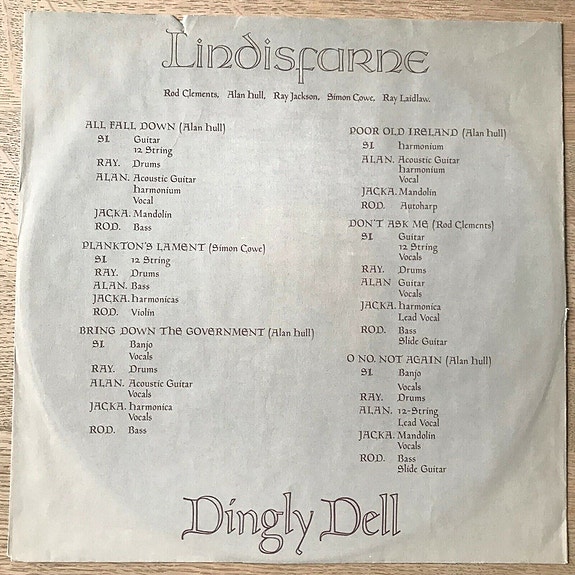 Lindisfarne
Rod Clements, Alan Hull, Ray Jackson, Simon Cowe, Ray Laidlaw.
ALL FALL DOWN (Alan Hull)
SI. Guitar
12 String
RAY. Drums
ALAN. Acoustic Guitar
harmonium
Vocal
JACKA. Mandolin
ROD. Bass
PLANKTON'S LAMENT (Simon Cowe)
SI. 12 String
RAY. Drums
ALAN. Bass
JACKA. harmonicas
ROD. Violin
BRING DOWN THE GOVERNMENT (Alan Hull)
SI. Banjo
Vocals
RAY. Drums
ALAN. Acoustic Guitar
Vocals
JACKA. harmonica
Vocals
ROD. Bass
POOR OLD IRELAND (Alan Hull)
SI. harmonium
ALAN. Acoustic Guitar
harmonium
Vocal
JACKA. Mandolin
ROD. Autoharp
DON'T ASK ME (Rod Clements)
SI. Guitar
12 String
Vocals
RAY. Drums
ALAN Guitar
Vocals
JACKA. harmonica
Lead Vocal
ROD. Bass
Slide Guitar
O NO. NOT AGAIN (Alan Hull)
SI. Banjo
Vocals
RAY. Drums
ALAN. 12-String
Lead Vocal
JACKA. Mandolin
Vocals
ROD. Bass
Slide Guitar
Dingly Dell